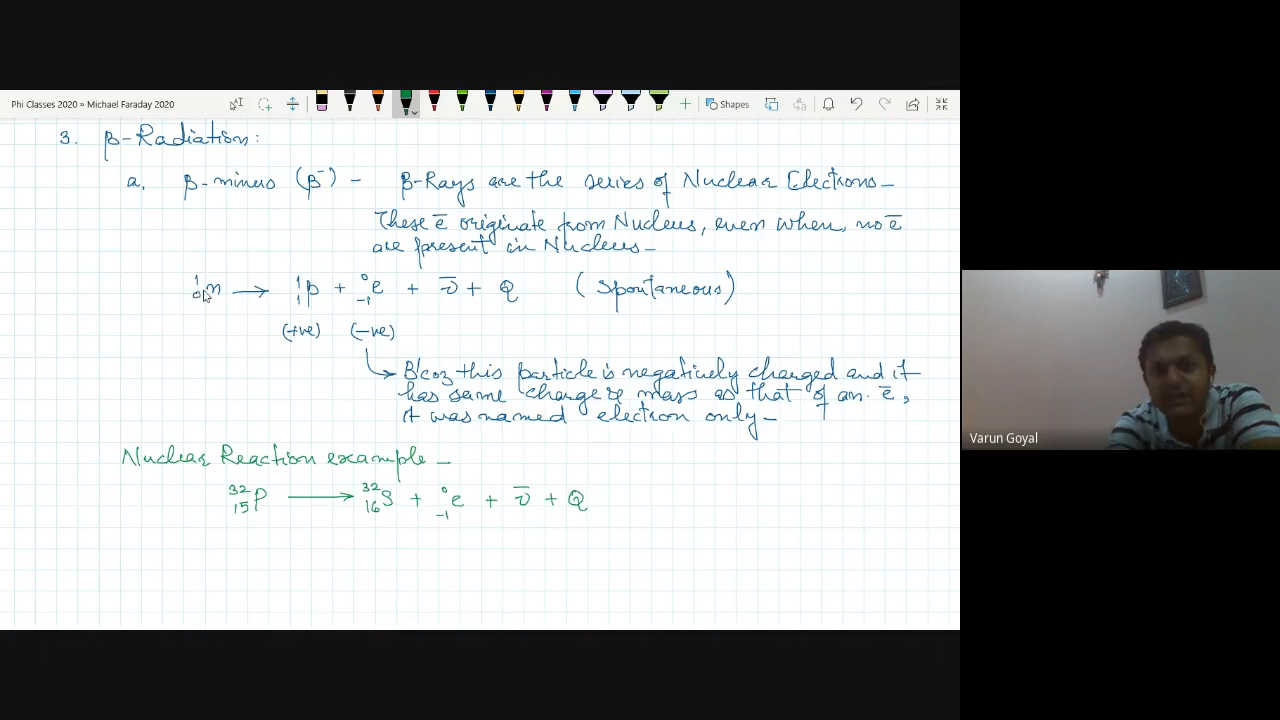 Phi Classes 2020 » Michael Faraday 2020
Shapes
3. β-Radiation:
a. β-minus (β⁻) - β-Rays are the series of Nuclear Electrons-
These e̅ originate from Nucleus, even when, no e̅
are present in Nucleus-
¹₀n → ¹₁p + ⁰₋₁e + ν̅ + Q (Spontaneous)
(+ve) (-ve)
↳ B'coz this particle is negatively charged and it
has same charge & mass as that of an e̅,
it was named electron only-
Nuclear Reaction example-
³²₁₅P → ³²₁₆S + ⁰₋₁e + ν̅ + Q
Varun Goyal